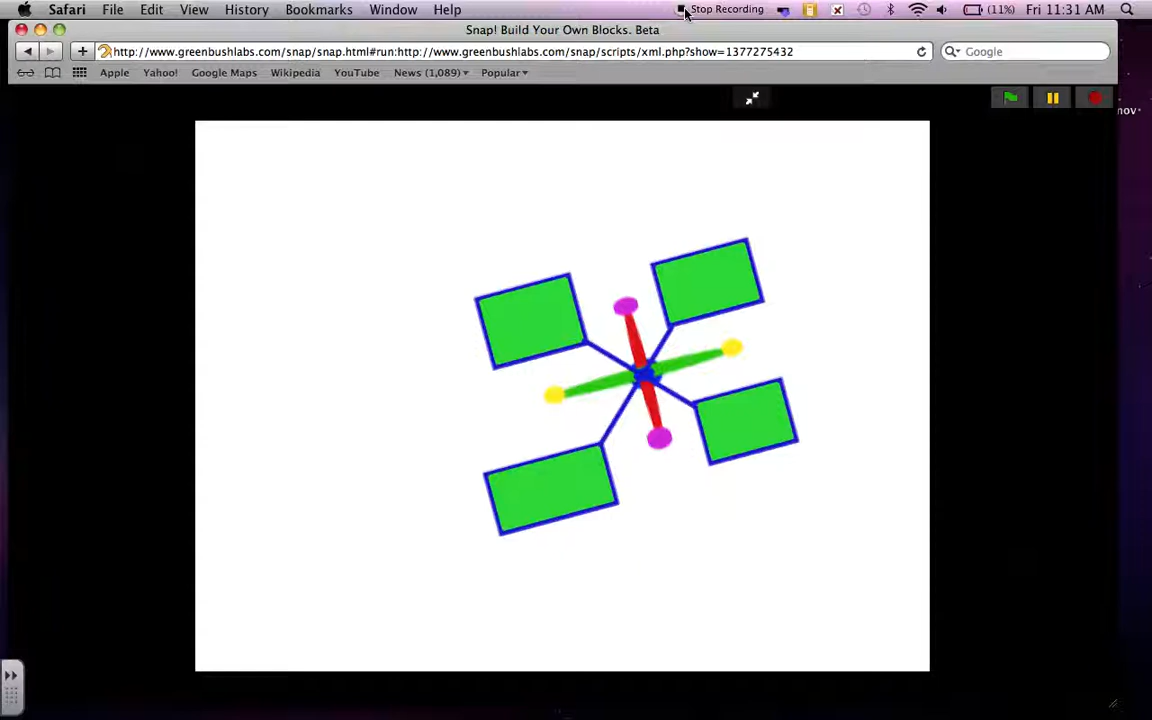 Safari File Edit View History Bookmarks Window Help Stop Recording (11%) Fri 11:31 AM
Snap! Build Your Own Blocks. Beta
http://www.greenbushlabs.com/snap/snap.html#run:http://www.greenbushlabs.com/snap/scripts/xml.php?show=1377275432 Google
Apple Yahoo! Google Maps Wikipedia YouTube News (1,089) Popular
mov